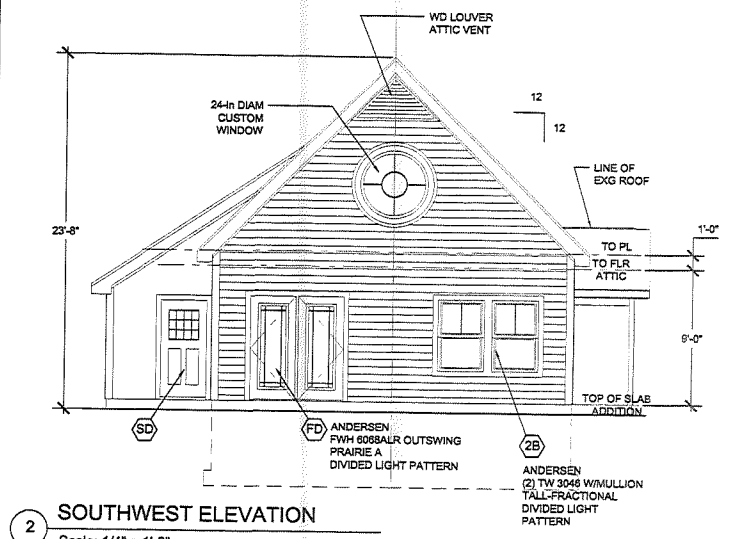 WD LOUVER
ATTIC VENT
24-In DIAM
CUSTOM
WINDOW
12
12
LINE OF
EXG ROOF
23'-8"
1'-0"
TO PL
TO FLR
ATTIC
9'-0"
TOP OF SLAB
ADDITION
SD
FD
ANDERSEN
FWH 6068ALR OUTSWING
PRAIRIE A
DIVIDED LIGHT PATTERN
2B
ANDERSEN
(2) TW 3046 W/MULLION
TALL-FRACTIONAL
DIVIDED LIGHT
PATTERN
2
SOUTHWEST ELEVATION